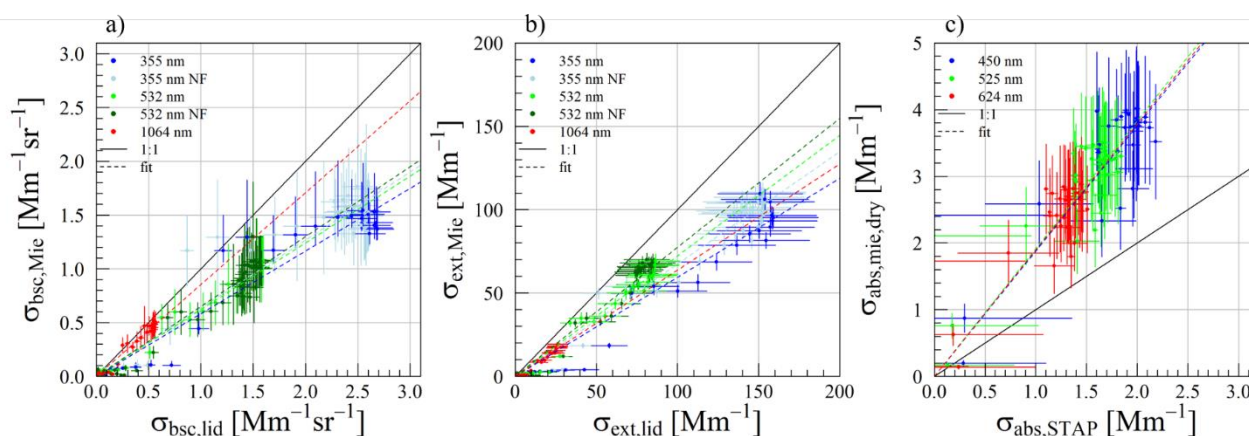 a)
σbsc,Mie [Mm−1sr−1]
3.0
2.5
2.0
1.5
1.0
0.5
0.0
355 nm
355 nm NF
532 nm
532 nm NF
1064 nm
1:1
fit
0.0 0.5 1.0 1.5 2.0 2.5 3.0
σbsc,lid [Mm−1sr−1]
b)
σext,Mie [Mm−1]
200
150
100
50
0
355 nm
355 nm NF
532 nm
532 nm NF
1064 nm
1:1
fit
0 50 100 150 200
σext,lid [Mm−1]
c)
σabs,mie,dry [Mm−1]
5
4
3
2
1
0
450 nm
525 nm
624 nm
1:1
fit
0.0 1.0 2.0 3.0
σabs,STAP [Mm−1]